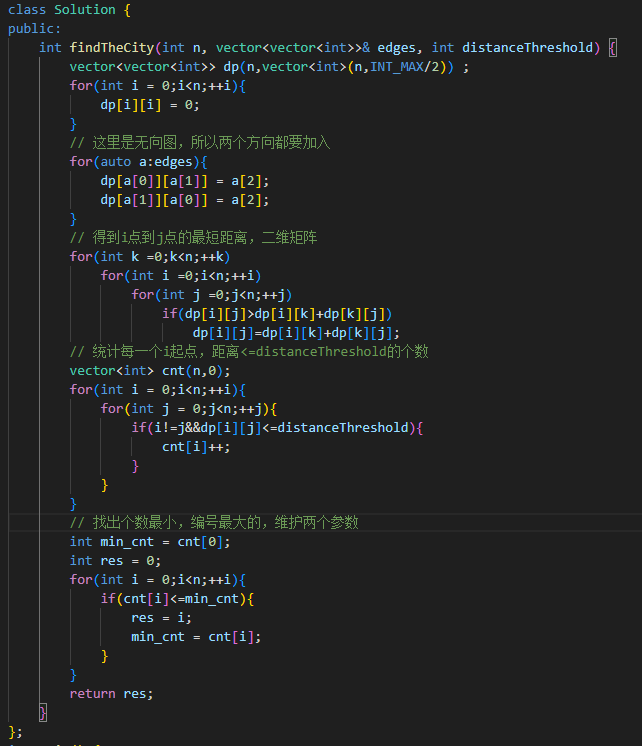 class Solution {
public:
    int findTheCity(int n, vector<vector<int>>& edges, int distanceThreshold) {
        vector<vector<int>> dp(n,vector<int>(n,INT_MAX/2)) ;
        for(int i = 0;i<n;++i){
            dp[i][i] = 0;
        }
        // 这里是无向图，所以两个方向都要加入
        for(auto a:edges){
            dp[a[0]][a[1]] = a[2];
            dp[a[1]][a[0]] = a[2];
        }
        // 得到i点到j点的最短距离，二维矩阵
        for(int k =0;k<n;++k)
            for(int i =0;i<n;++i)
                for(int j =0;j<n;++j)
                    if(dp[i][j]>dp[i][k]+dp[k][j])
                        dp[i][j]=dp[i][k]+dp[k][j];
        // 统计每一个i起点，距离<=distanceThreshold的个数
        vector<int> cnt(n,0);
        for(int i = 0;i<n;++i){
            for(int j = 0;j<n;++j){
                if(i!=j&&dp[i][j]<=distanceThreshold){
                    cnt[i]++;
                }
            }
        }
        // 找出个数最小，编号最大的，维护两个参数
        int min_cnt = cnt[0];
        int res = 0;
        for(int i = 0;i<n;++i){
            if(cnt[i]<=min_cnt){
                res = i;
                min_cnt = cnt[i];
            }
        }
        return res;
    }
};